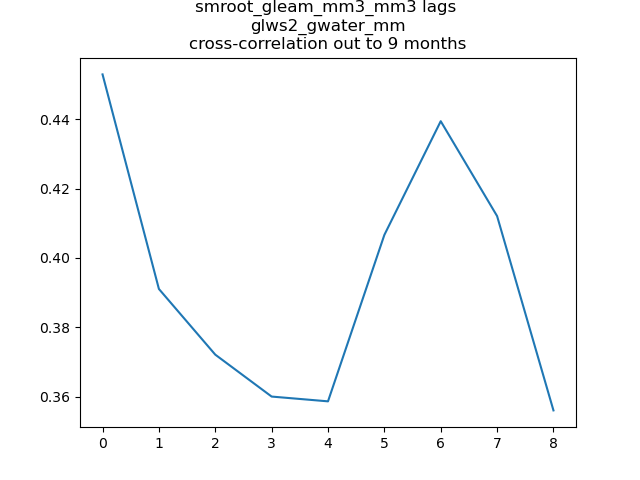 smroot_gleam_mm3_mm3 lags
glws2_gwater_mm
cross-correlation out to 9 months
0.44
0.42
0.40
0.38
0.36
0 1 2 3 4 5 6 7 8